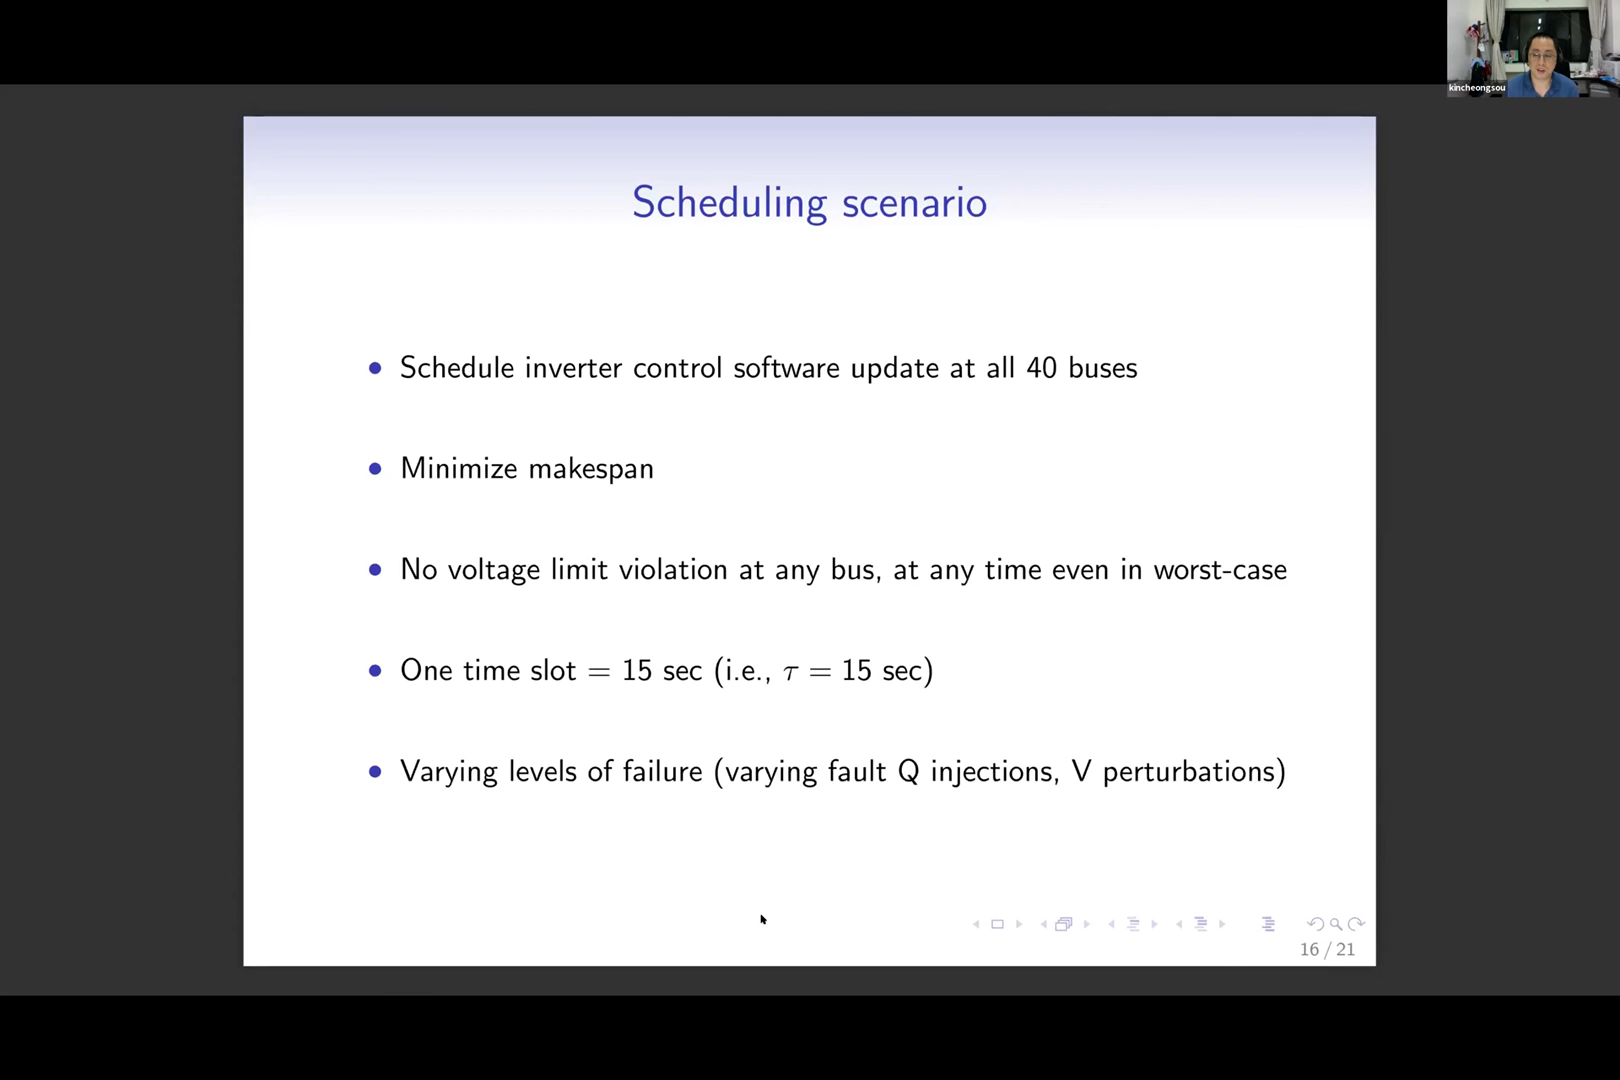 kincheongsou
Scheduling scenario
Schedule inverter control software update at all 40 buses
Minimize makespan
No voltage limit violation at any bus, at any time even in worst-case
One time slot = 15 sec (i.e., τ = 15 sec)
Varying levels of failure (varying fault Q injections, V perturbations)
16 / 21